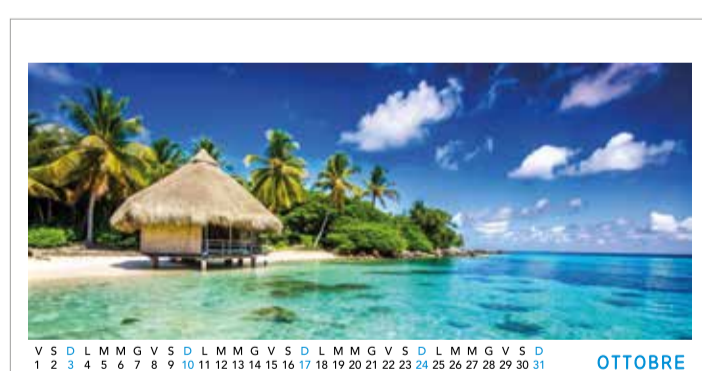 V S D L M M G V S D L M M G V S D L M M G V S D L M M G V S D
1 2 3 4 5 6 7 8 9 10 11 12 13 14 15 16 17 18 19 20 21 22 23 24 25 26 27 28 29 30 31
OTTOBRE